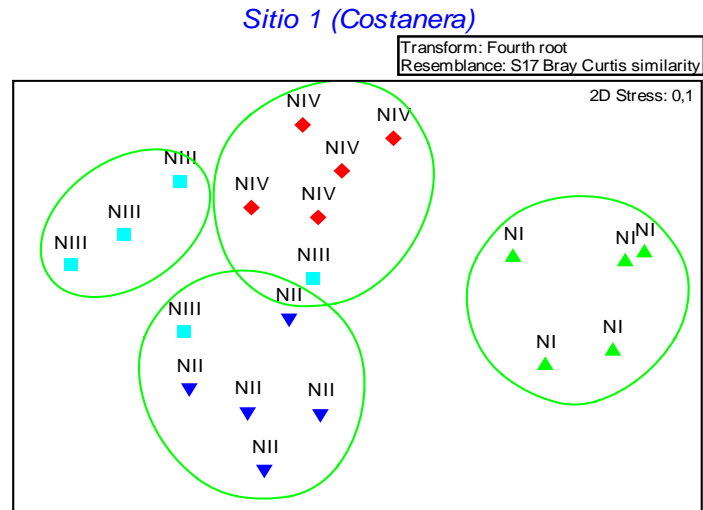 Sitio 1 (Costanera)
Transform: Fourth root
Resemblance: S17 Bray Curtis similarity
2D Stress: 0,1
NIV
NIV
NIV
NIII
NIV
NIV
NIII
NIII
NI
NI
NI
NIII
NII
NIII
NI
NI
NII
NII
NII
NII